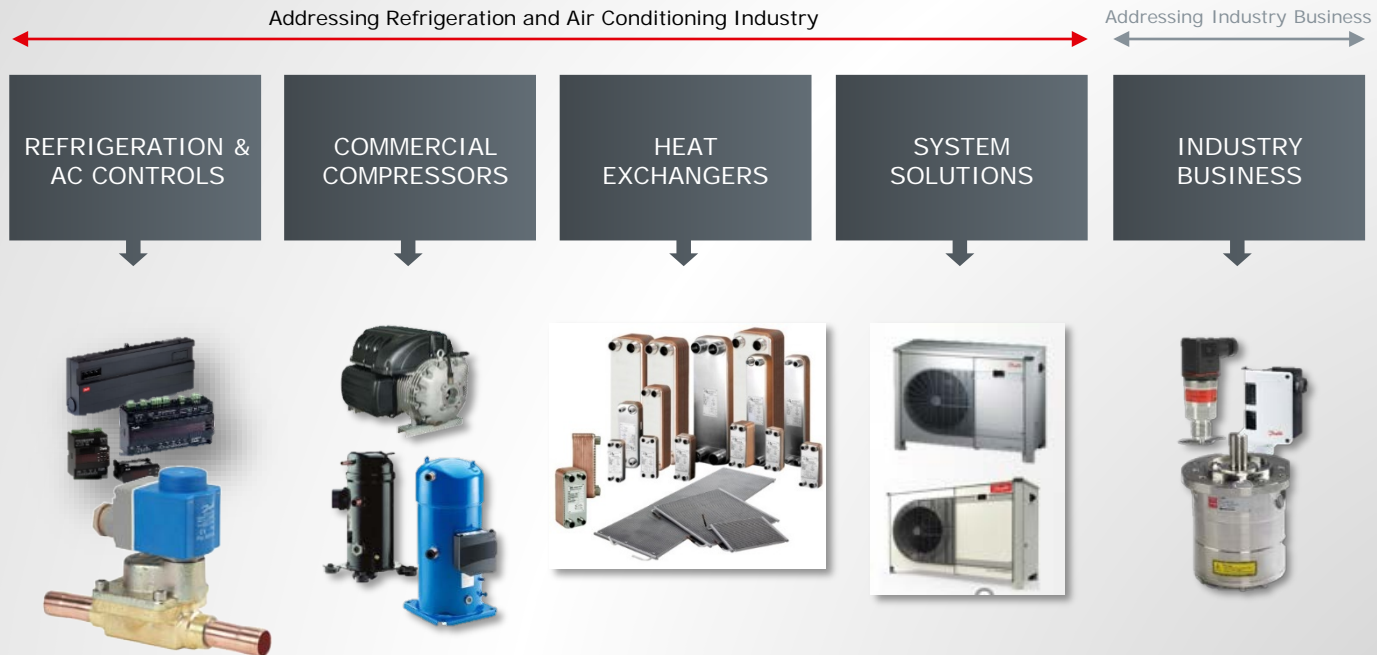 Addressing Refrigeration and Air Conditioning Industry
Addressing Industry Business
REFRIGERATION &
AC CONTROLS
COMMERCIAL
COMPRESSORS
HEAT
EXCHANGERS
SYSTEM
SOLUTIONS
INDUSTRY
BUSINESS